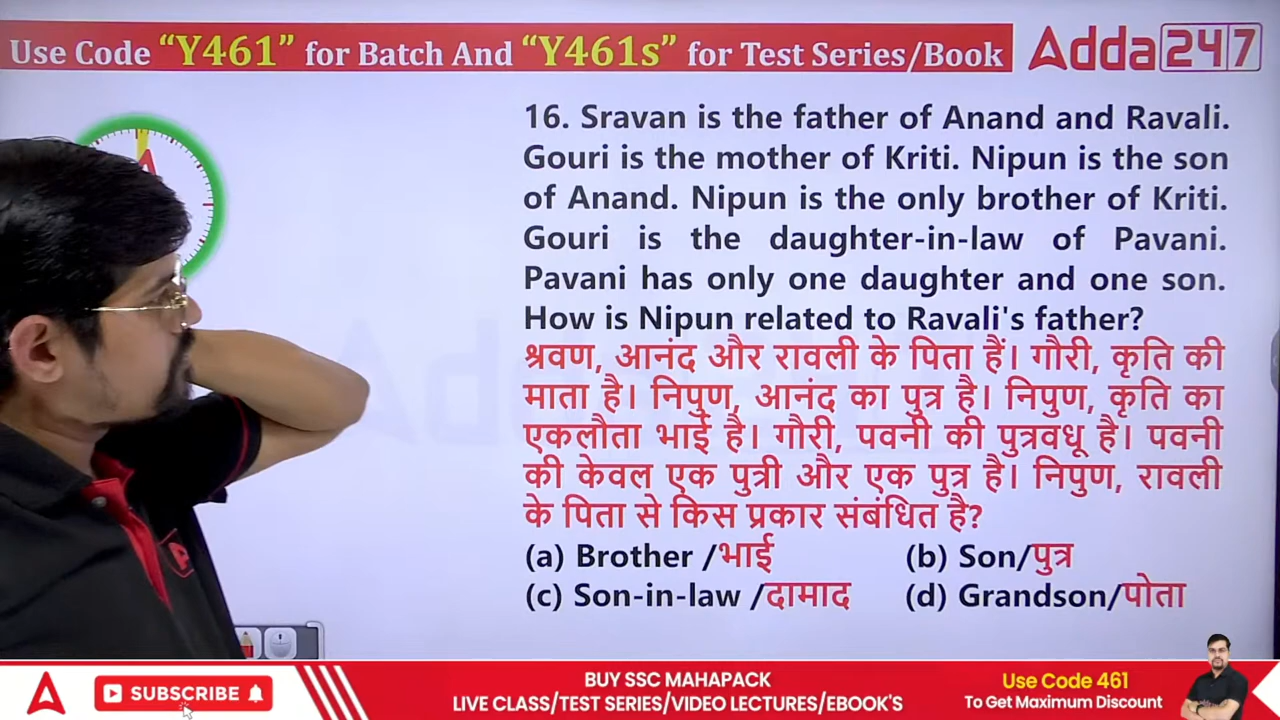 Use Code “Y461” for Batch And “Y461s” for Test Series/Book
Adda247
16. Sravan is the father of Anand and Ravali.
Gouri is the mother of Kriti. Nipun is the son
of Anand. Nipun is the only brother of Kriti.
Gouri is the daughter-in-law of Pavani.
Pavani has only one daughter and one son.
How is Nipun related to Ravali's father?
श्रवण, आनंद और रावली के पिता हैं। गौरी, कृति की
माता है। निपुण, आनंद का पुत्र है। निपुण, कृति का
एकलौता भाई है। गौरी, पवनी की पुत्रवधू है। पवनी
की केवल एक पुत्री और एक पुत्र है। निपुण, रावली
के पिता से किस प्रकार संबंधित है?
(a) Brother /भाई (b) Son/पुत्र
(c) Son-in-law /दामाद (d) Grandson/पोता
SUBSCRIBE
BUY SSC MAHAPACK
LIVE CLASS/TEST SERIES/VIDEO LECTURES/EBOOK'S
Use Code 461
To Get Maximum Discount